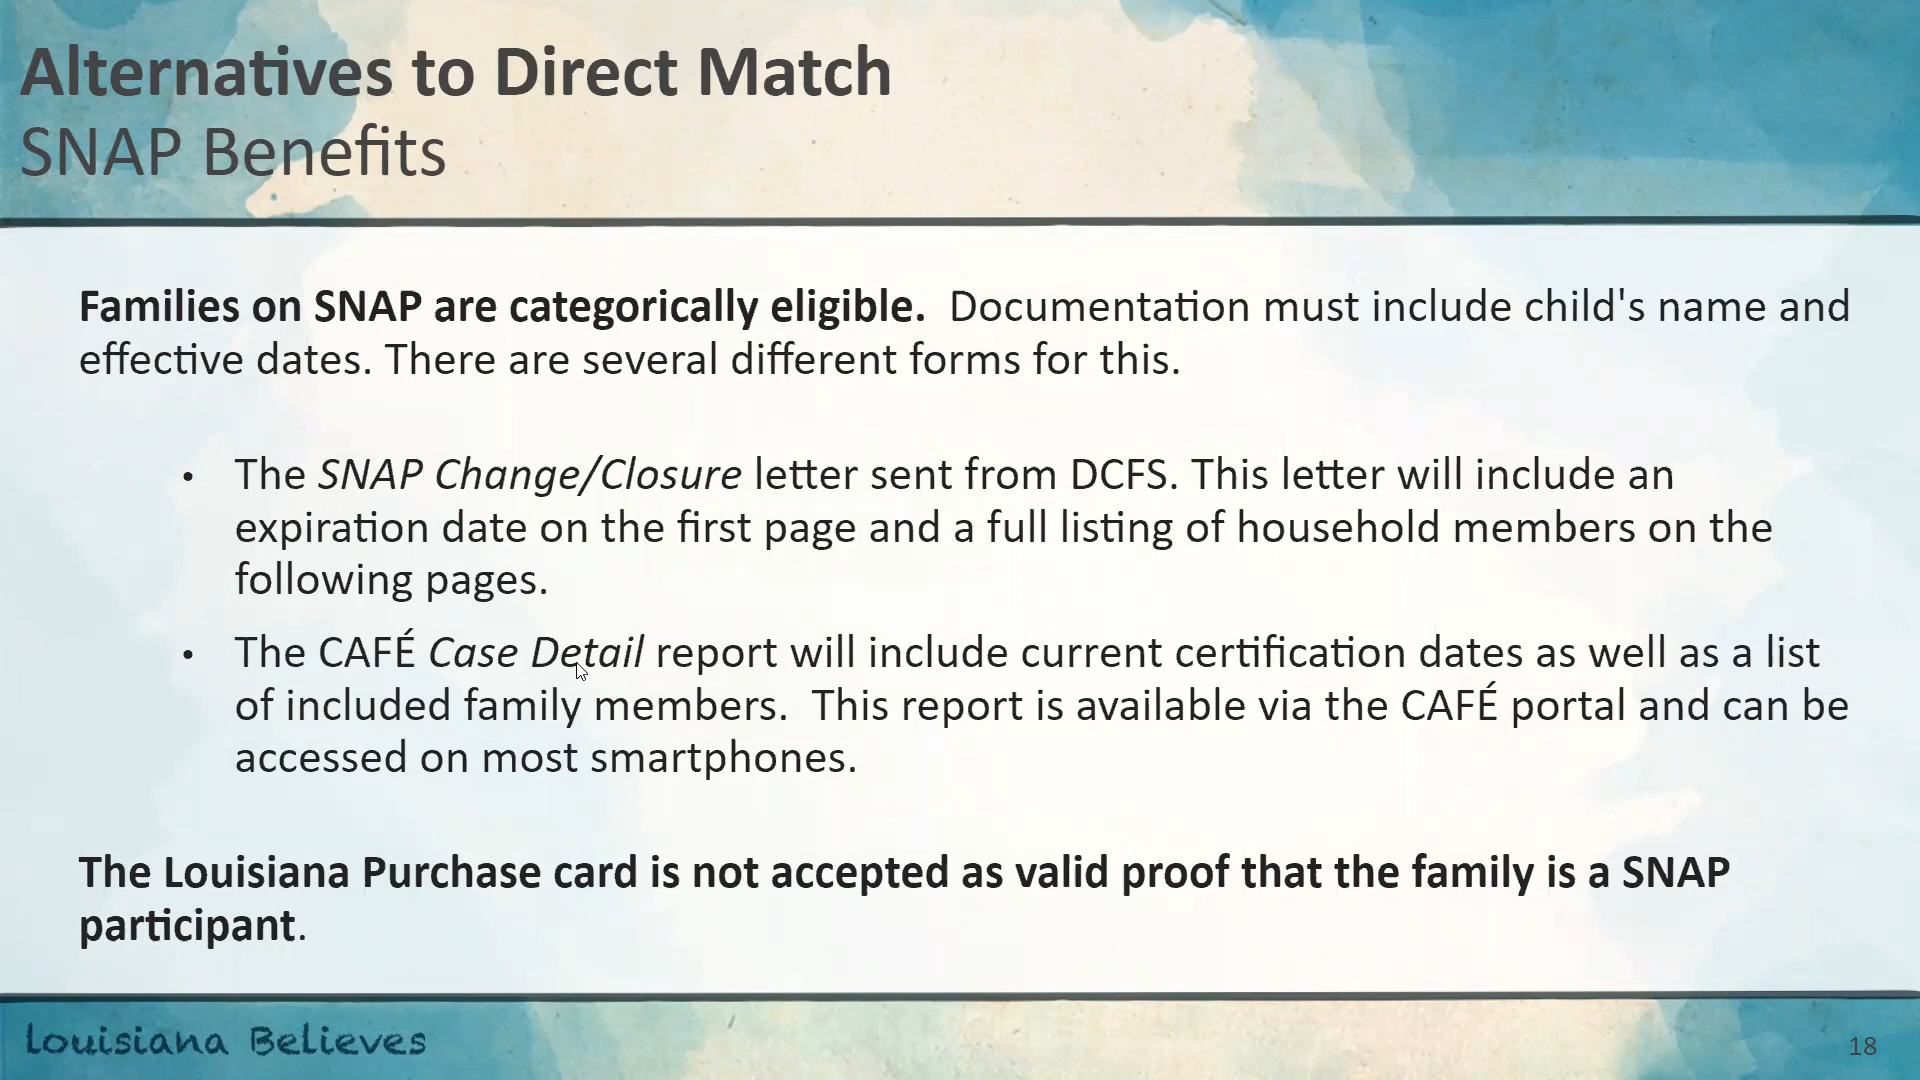 Alternatives to Direct Match
SNAP Benefits
Families on SNAP are categorically eligible.  Documentation must include child's name and
effective dates. There are several different forms for this.
• The SNAP Change/Closure letter sent from DCFS. This letter will include an
expiration date on the first page and a full listing of household members on the
following pages.
• The CAFÉ Case Detail report will include current certification dates as well as a list
of included family members.  This report is available via the CAFÉ portal and can be
accessed on most smartphones.
The Louisiana Purchase card is not accepted as valid proof that the family is a SNAP
participant.
Louisiana Believes
18